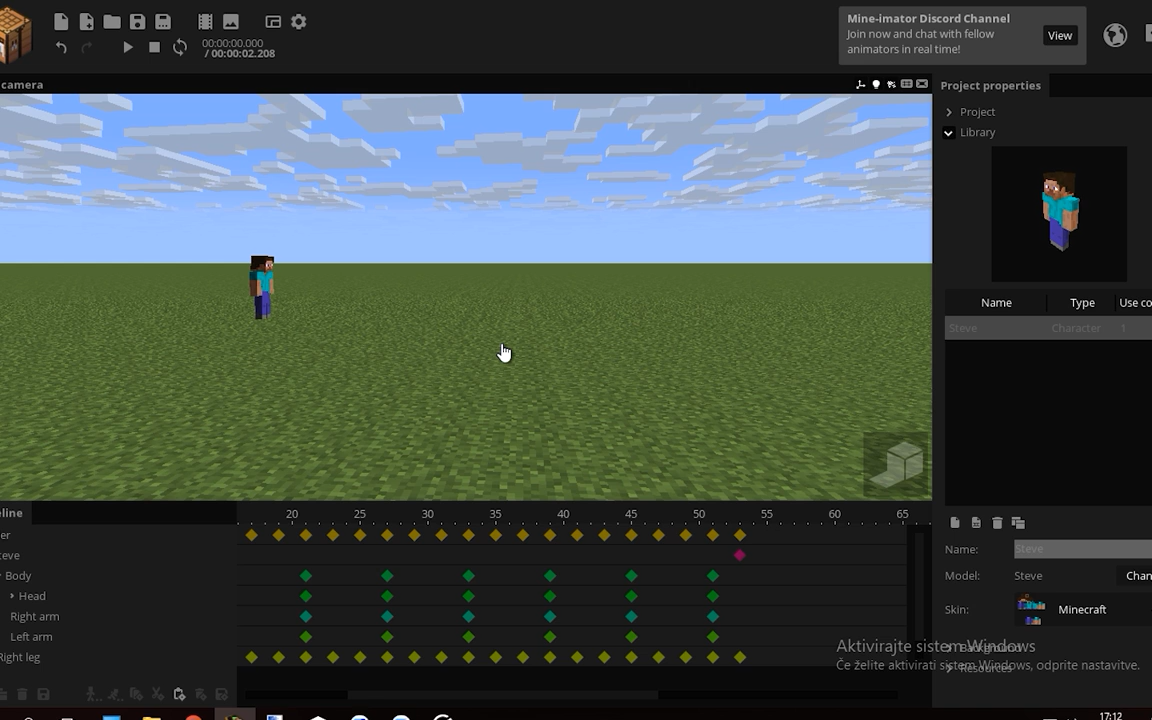 Mine-imator Discord Channel
Join now and chat with fellow
animators in real time!
View
00:00:00.000
/ 00:00:02.208
camera
Project properties
Project
Library
Name Type Use co
Steve Character 1
Name: Steve
Model: Steve Chan
Skin: Minecraft
Background
Resources
eline
20 25 30 35 40 45 50 55 60 65
er
teve
Body
Head
Right arm
Left arm
Right leg
Aktivirajte sistem Windows
Če želite aktivirati sistem Windows, odprite nastavitve.
17:12